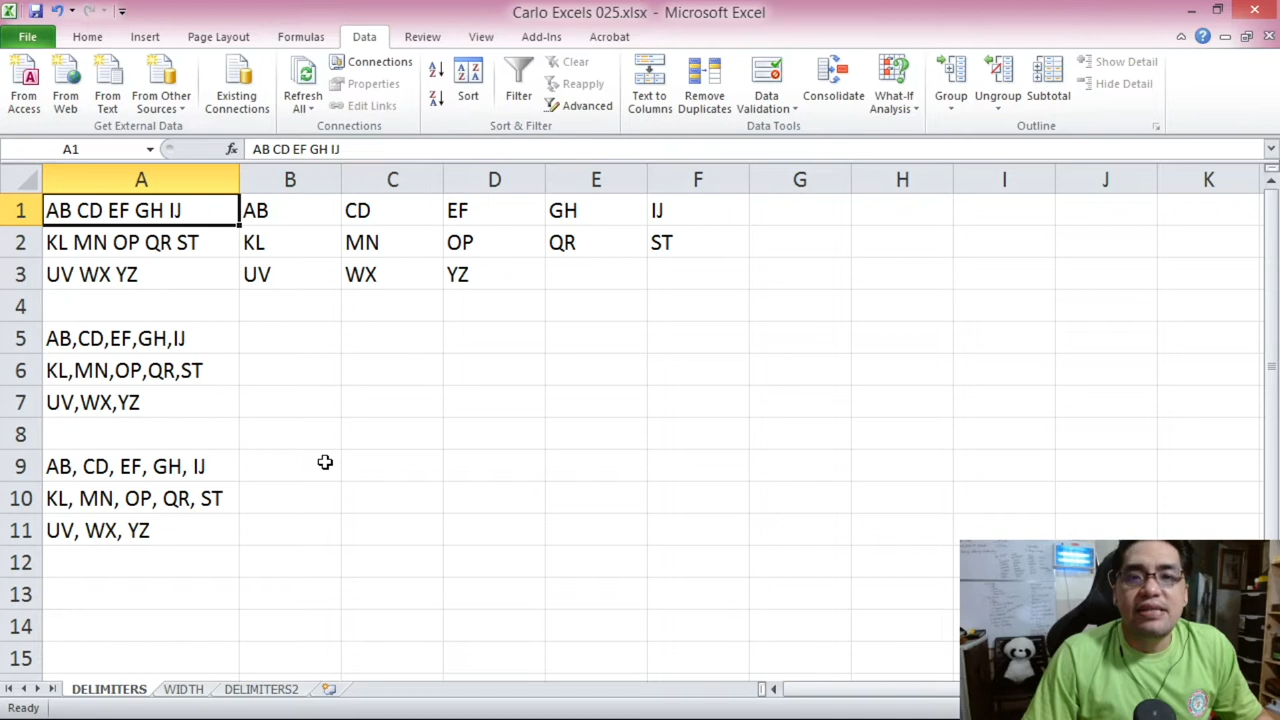 Carlo Excels 025.xlsx - Microsoft Excel
File Home Insert Page Layout Formulas Data Review View Add-Ins Acrobat
From Access
From Web
From Text
From Other Sources
Existing Connections
Get External Data
Refresh All
Connections
Properties
Edit Links
Connections
Sort
Filter
Clear
Reapply
Advanced
Sort & Filter
Text to Columns
Remove Duplicates
Data Validation
Consolidate
What-If Analysis
Data Tools
Group
Ungroup
Subtotal
Show Detail
Hide Detail
Outline
A1 fx AB CD EF GH IJ
A B C D E F G H I J K
1 AB CD EF GH IJ AB CD EF GH IJ
2 KL MN OP QR ST KL MN OP QR ST
3 UV WX YZ UV WX YZ
4
5 AB,CD,EF,GH,IJ
6 KL,MN,OP,QR,ST
7 UV,WX,YZ
8
9 AB, CD, EF, GH, IJ
10 KL, MN, OP, QR, ST
11 UV, WX, YZ
12
13
14
15
DELIMITERS WIDTH DELIMITERS2
Ready